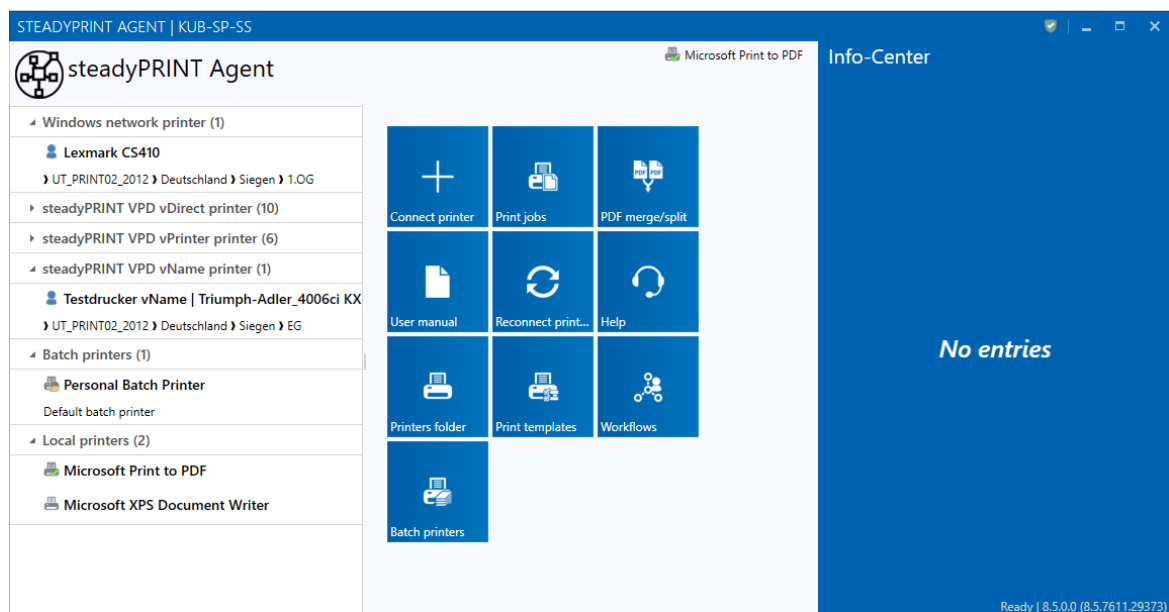 STEADYPRINT AGENT | KUB-SP-SS
steadyPRINT Agent
Microsoft Print to PDF
Windows network printer (1)
Lexmark CS410
❱ UT_PRINT02_2012 ❱ Deutschland ❱ Siegen ❱ 1.OG
steadyPRINT VPD vDirect printer (10)
steadyPRINT VPD vPrinter printer (6)
steadyPRINT VPD vName printer (1)
Testdrucker vName | Triumph-Adler_4006ci KX
❱ UT_PRINT02_2012 ❱ Deutschland ❱ Siegen ❱ EG
Batch printers (1)
Personal Batch Printer
Default batch printer
Local printers (2)
Microsoft Print to PDF
Microsoft XPS Document Writer
Connect printer
Print jobs
PDF PDF
PDF merge/split
User manual
Reconnect print...
Help
Printers folder
Print templates
Workflows
Batch printers
Info-Center
No entries
Ready | 8.5.0.0 (8.5.7611.29373)